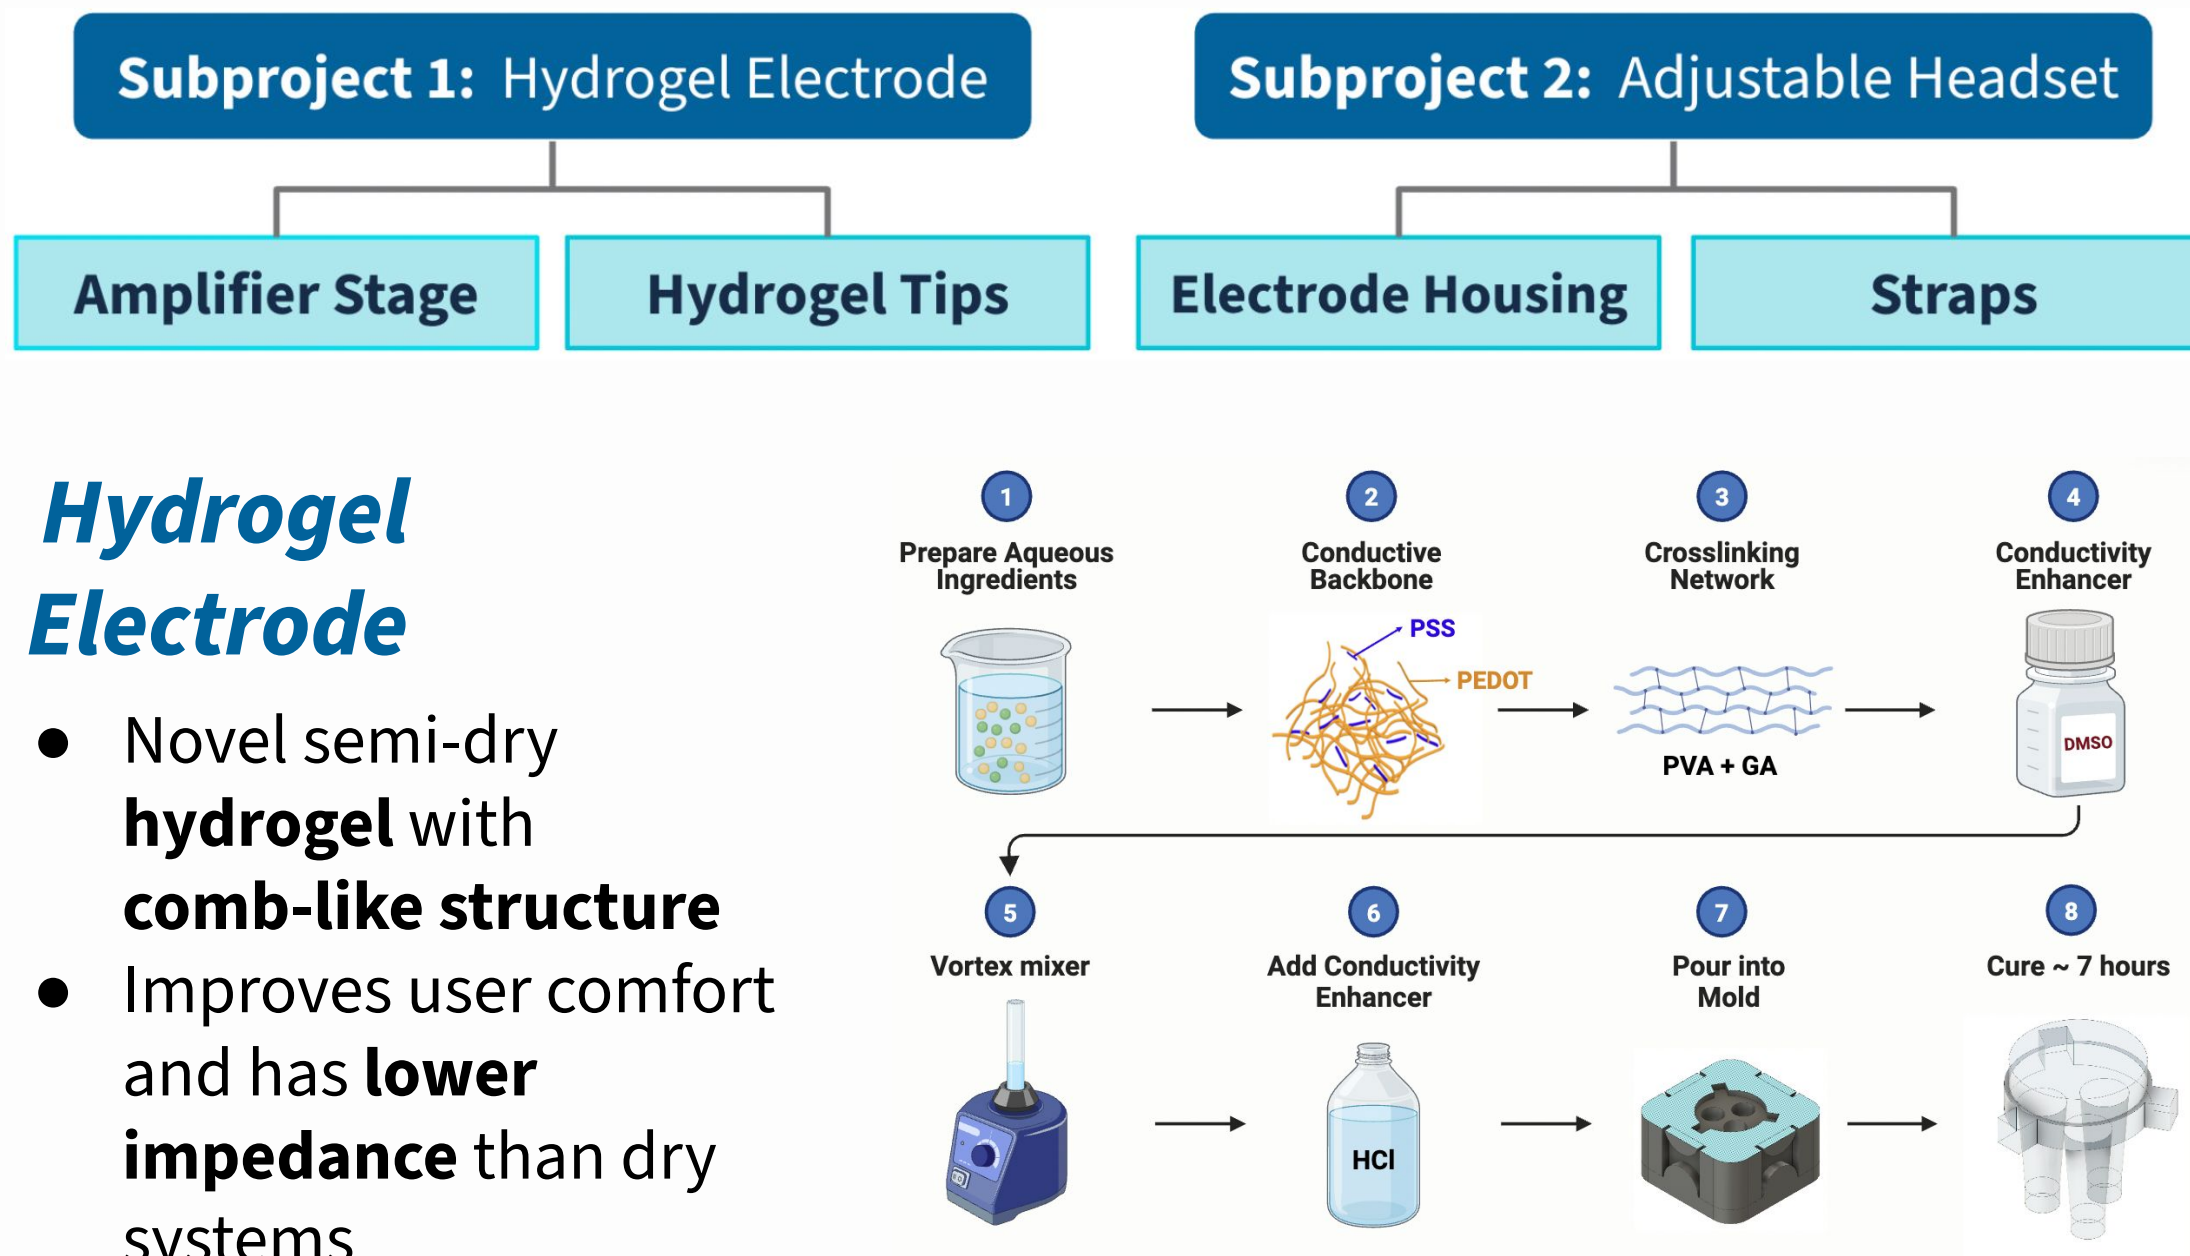 Subproject 1: Hydrogel Electrode
Subproject 2: Adjustable Headset
Amplifier Stage
Hydrogel Tips
Electrode Housing
Straps
Hydrogel
Electrode
● Novel semi-dry
hydrogel with
comb-like structure
● Improves user comfort
and has lower
impedance than dry
systems
1
Prepare Aqueous
Ingredients
2
Conductive
Backbone
PSS
PEDOT
3
Crosslinking
Network
PVA + GA
4
Conductivity
Enhancer
DMSO
5
Vortex mixer
6
Add Conductivity
Enhancer
HCl
7
Pour into
Mold
8
Cure ~ 7 hours